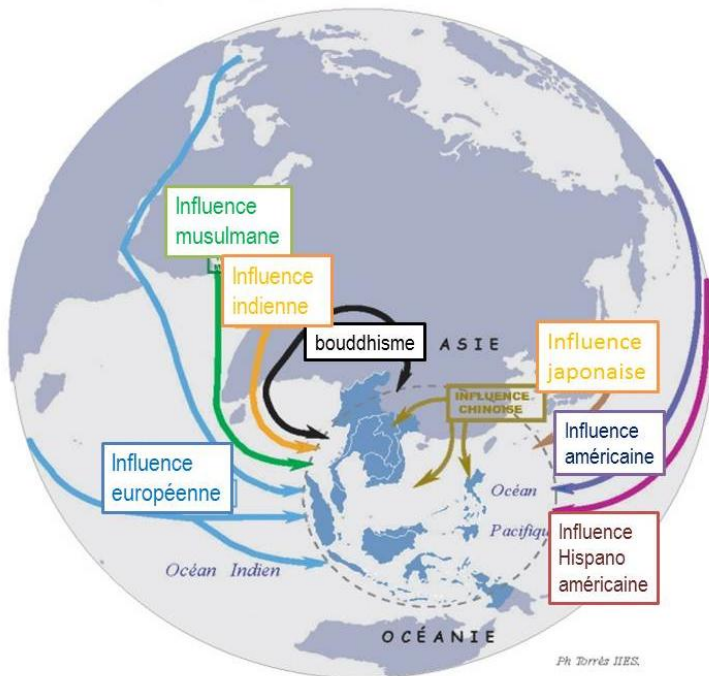 Influence
musulmane
Influence
indienne
bouddhisme
ASIE
Influence
japonaise
INFLUENCE
CHINOISE
Influence
américaine
Influence
européenne
Océan
Pacifiqu
Influence
Hispano
américaine
Océan Indien
OCÉANIE
Ph Torrès IIES.